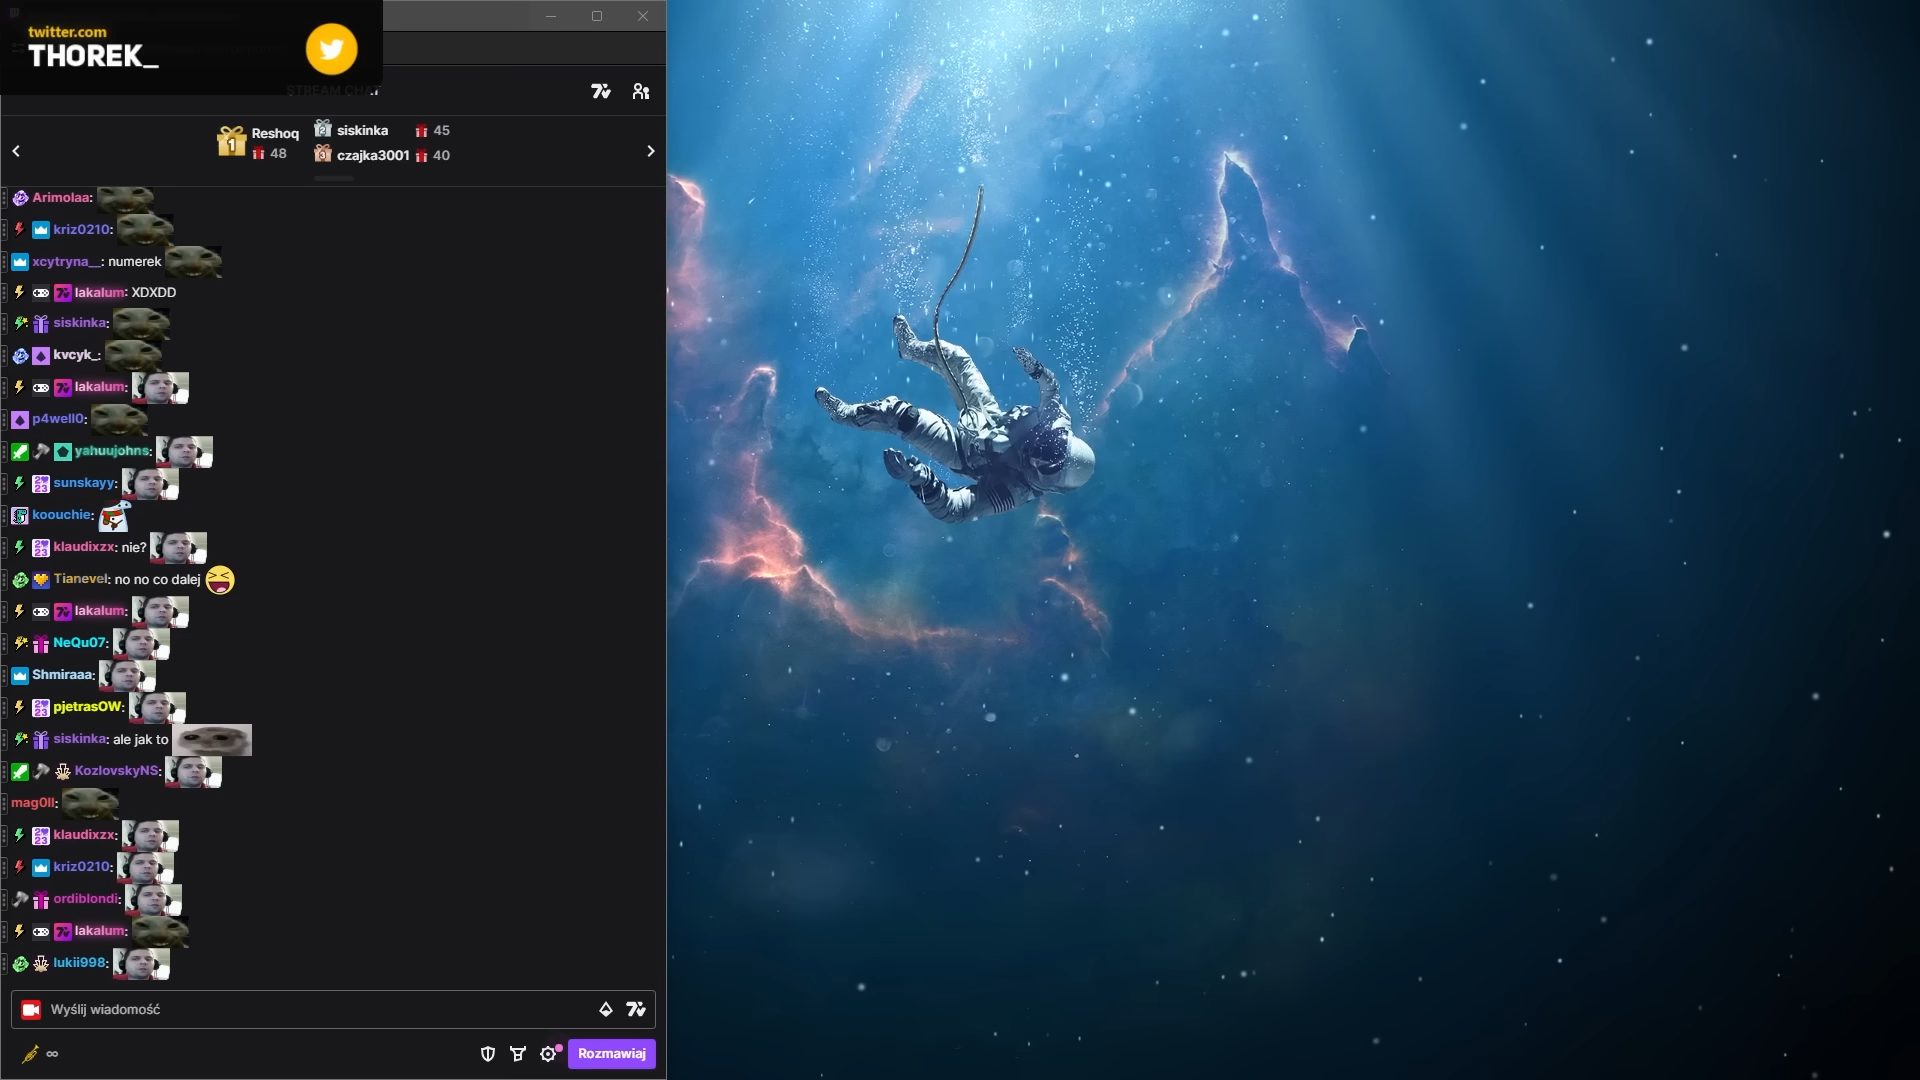 twitter.com
THOREK_
STREAM CHAT
Reshoq
48
siskinka 45
czajka3001 40
Arimolaa:
kriz0210:
xcytryna__: numerek
lakalum: XDXDD
siskinka:
kvcyk_:
lakalum:
p4well0:
yahuujohns:
sunskayy:
koouchie:
klaudixzx: nie?
Tianevel: no no co dalej
lakalum:
NeQu07:
Shmiraaa:
pjetrasOW:
siskinka: ale jak to
KozlovskyNS:
mag0ll:
klaudixzx:
kriz0210:
ordiblondi:
lakalum:
lukii998:
Wyślij wiadomość
∞
Rozmawiaj